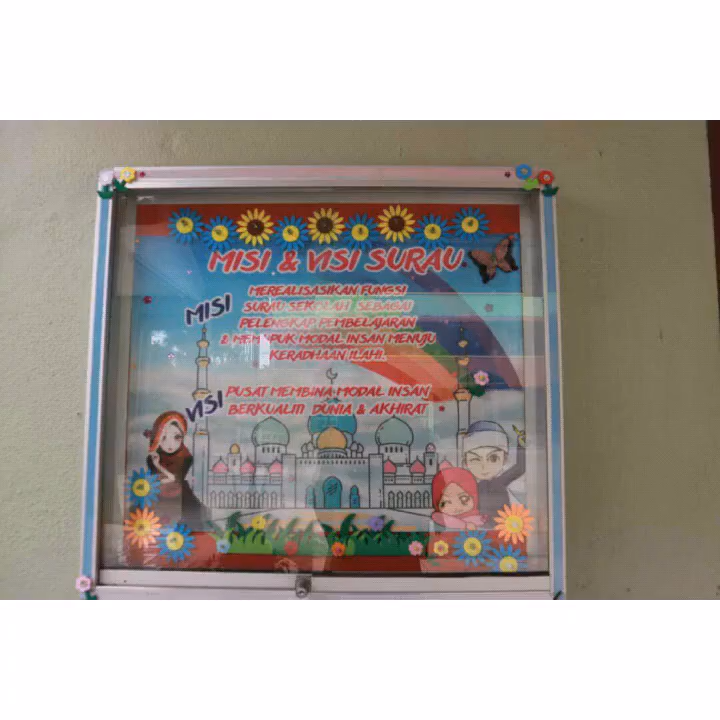 MISI & VISI SURAU
MISI
MEREALISASIKAN FUNGSI
SURAU SEKOLAH SEBAGAI
PELENGKAP PEMBELAJARAN
& MEMUPUK MODAL INSAN MENUJU
KERADHAAN ILAHI.
VISI
PUSAT MEMBINA MODAL INSAN
BERKUALITI DUNIA & AKHIRAT